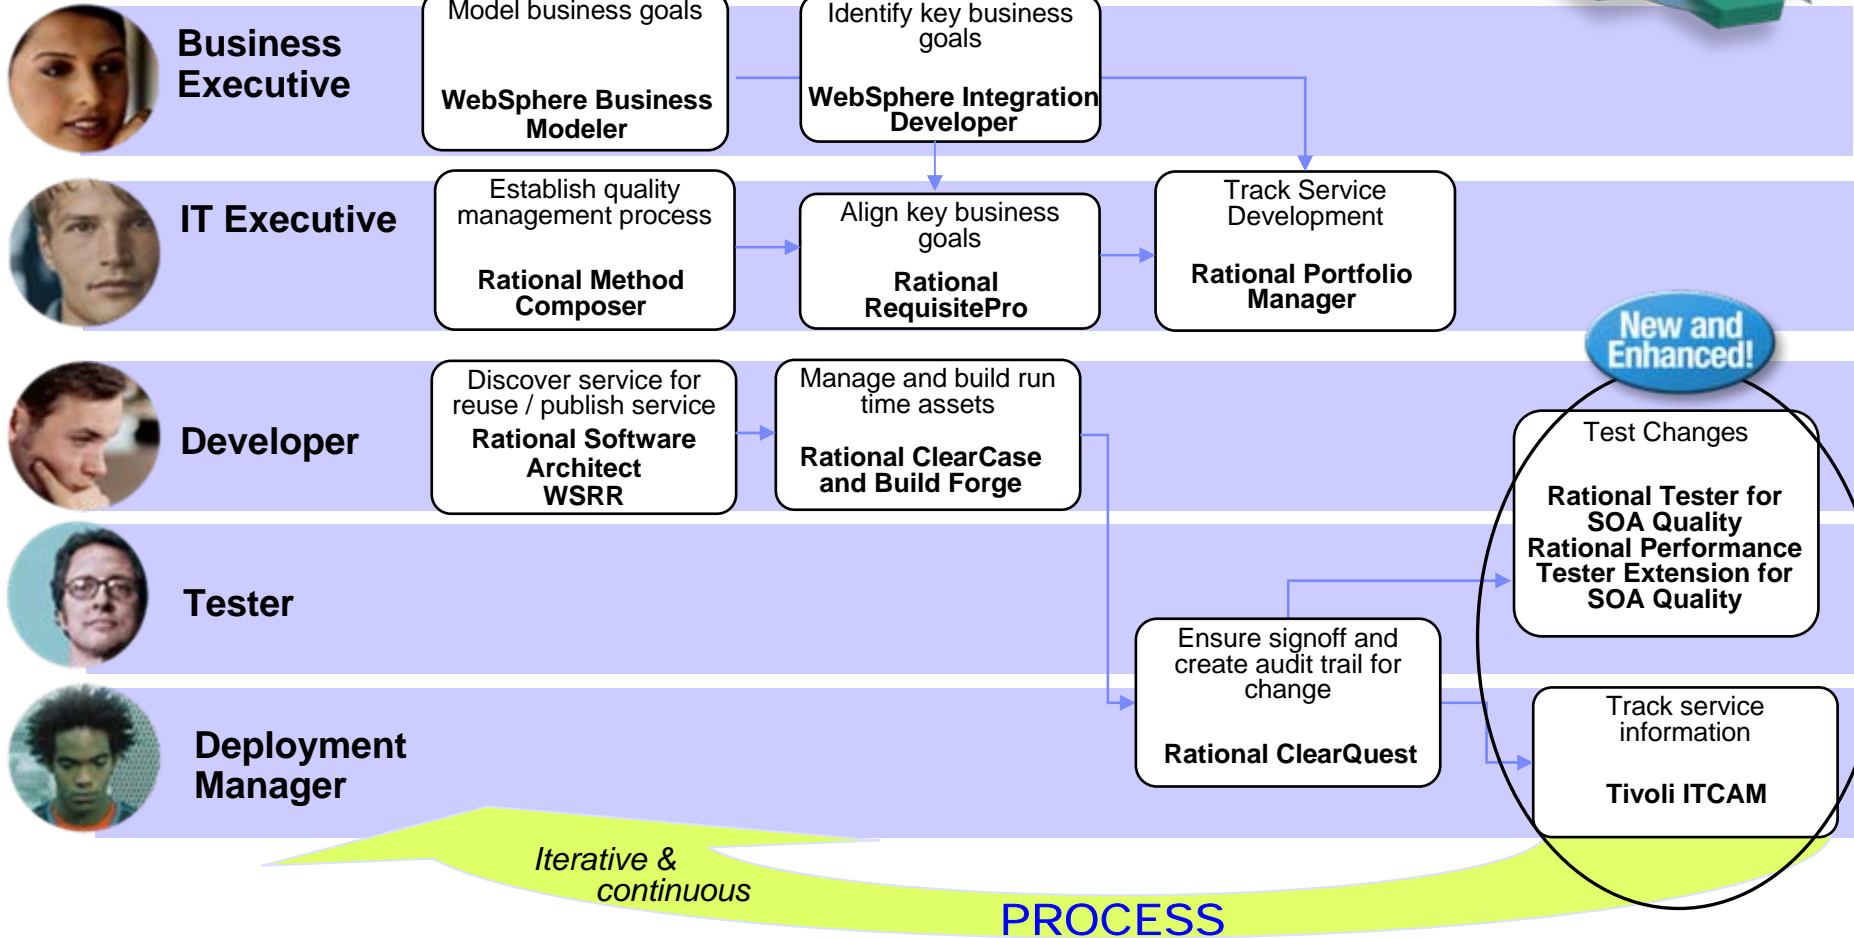 Business
Executive
Model business goals
WebSphere Business
Modeler
Identify key business
goals
WebSphere Integration
Developer
IT Executive
Establish quality
management process
Rational Method
Composer
Align key business
goals
Rational
RequisitePro
Track Service
Development
Rational Portfolio
Manager
New and
Enhanced!
Developer
Discover service for
reuse / publish service
Rational Software
Architect
WSRR
Manage and build run
time assets
Rational ClearCase
and Build Forge
Test Changes
Rational Tester for
SOA Quality
Rational Performance
Tester Extension for
SOA Quality
Tester
Ensure signoff and
create audit trail for
change
Rational ClearQuest
Deployment
Manager
Track service
information
Tivoli ITCAM
Iterative &
continuous
PROCESS